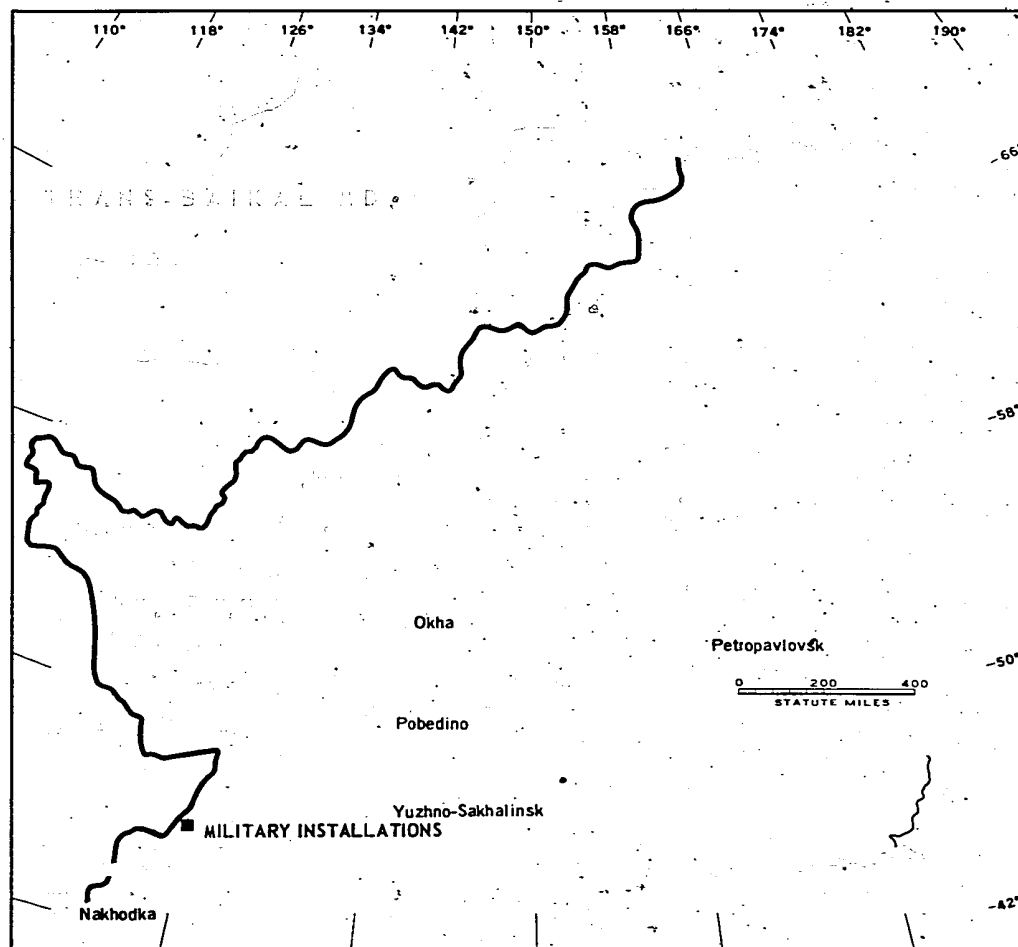 110° 118° 126° 134° 142° 150° 158° 166° 174° 182° 190°
66°
TRANS-BAIKAL MD
58°
Okha
Petropavlovsk
50°
0 200 400
STATUTE MILES
Pobedino
Yuzhno-Sakhalinsk
MILITARY INSTALLATIONS
42°
Nakhodka